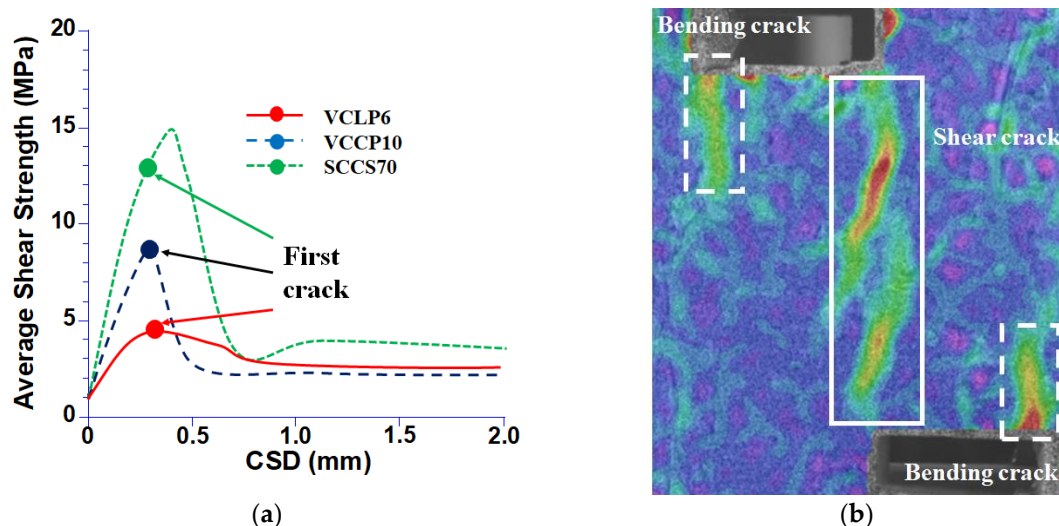 Average Shear Strength (MPa)
20
15
10
5
0
0
0.5
1.0
1.5
2.0
CSD (mm)
VCLP6
VCCP10
SCCS70
First
crack
(a)
Bending crack
Shear crack
Bending crack
(b)